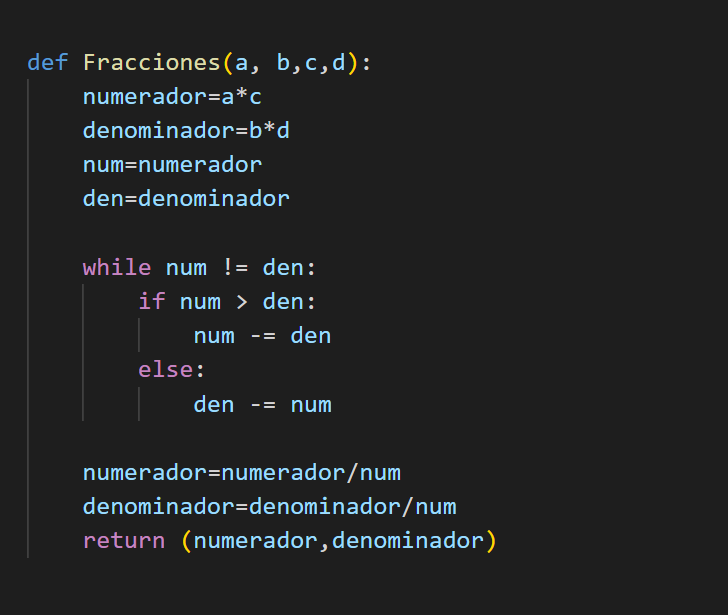 def Fracciones(a, b,c,d):
    numerador=a*c
    denominador=b*d
    num=numerador
    den=denominador

    while num != den:
        if num > den:
            num -= den
        else:
            den -= num

    numerador=numerador/num
    denominador=denominador/num
    return (numerador,denominador)